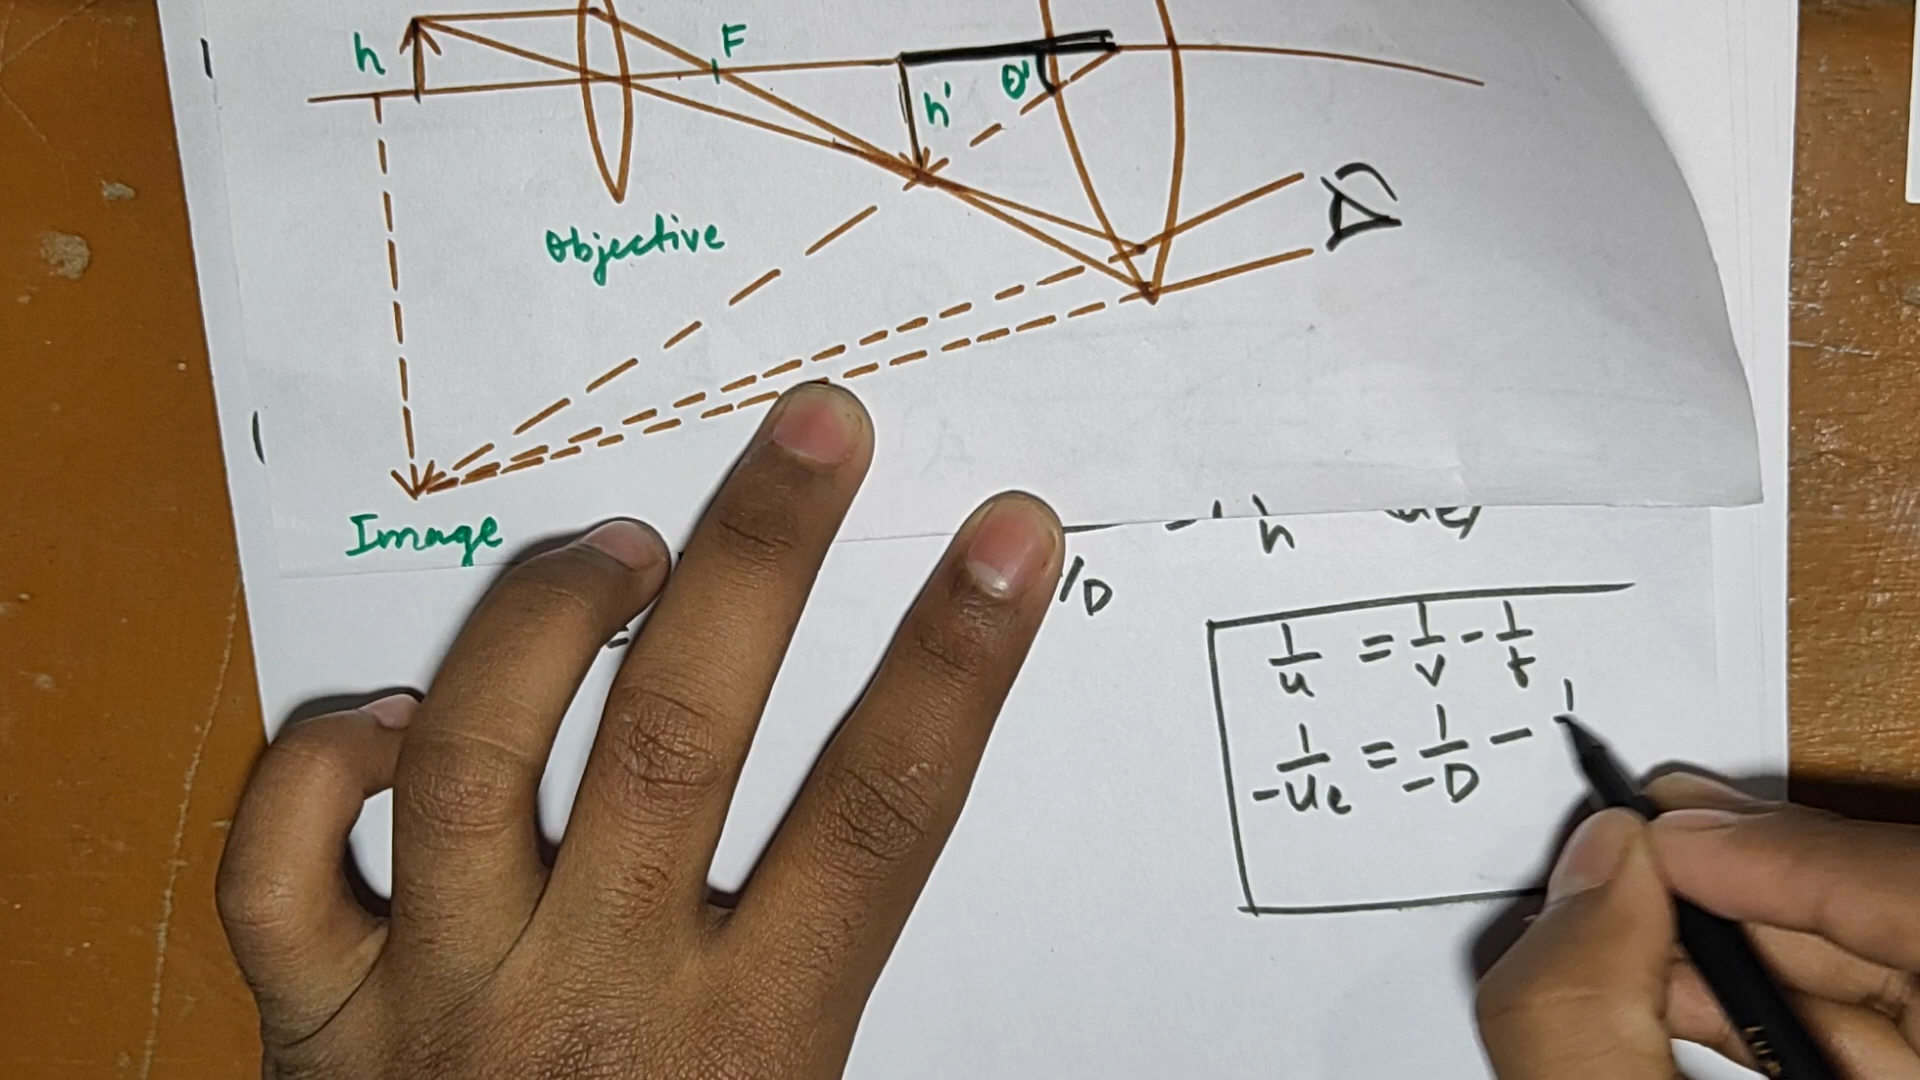 h
F
h'
θ'
Objective
Image
h
/D
1/u = 1/v - 1/f
1/-ue = 1/-D - 1